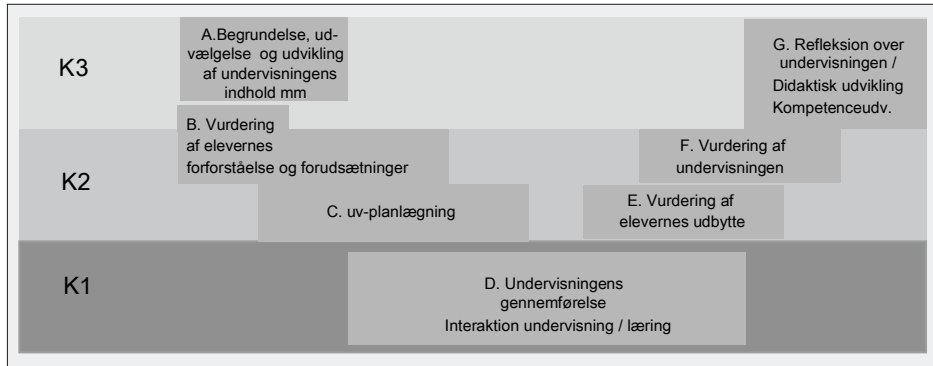 K3
A.Begrundelse, ud-
vælgelse og udvikling
af undervisningens
indhold mm
G. Refleksion over
undervisningen /
Didaktisk udvikling
Kompetenceudv.
K2
B. Vurdering
af elevernes
forforståelse og forudsætninger
F. Vurdering af
undervisningen
C. uv-planlægning
E. Vurdering af
elevernes udbytte
K1
D. Undervisningens
gennemførelse
Interaktion undervisning / læring